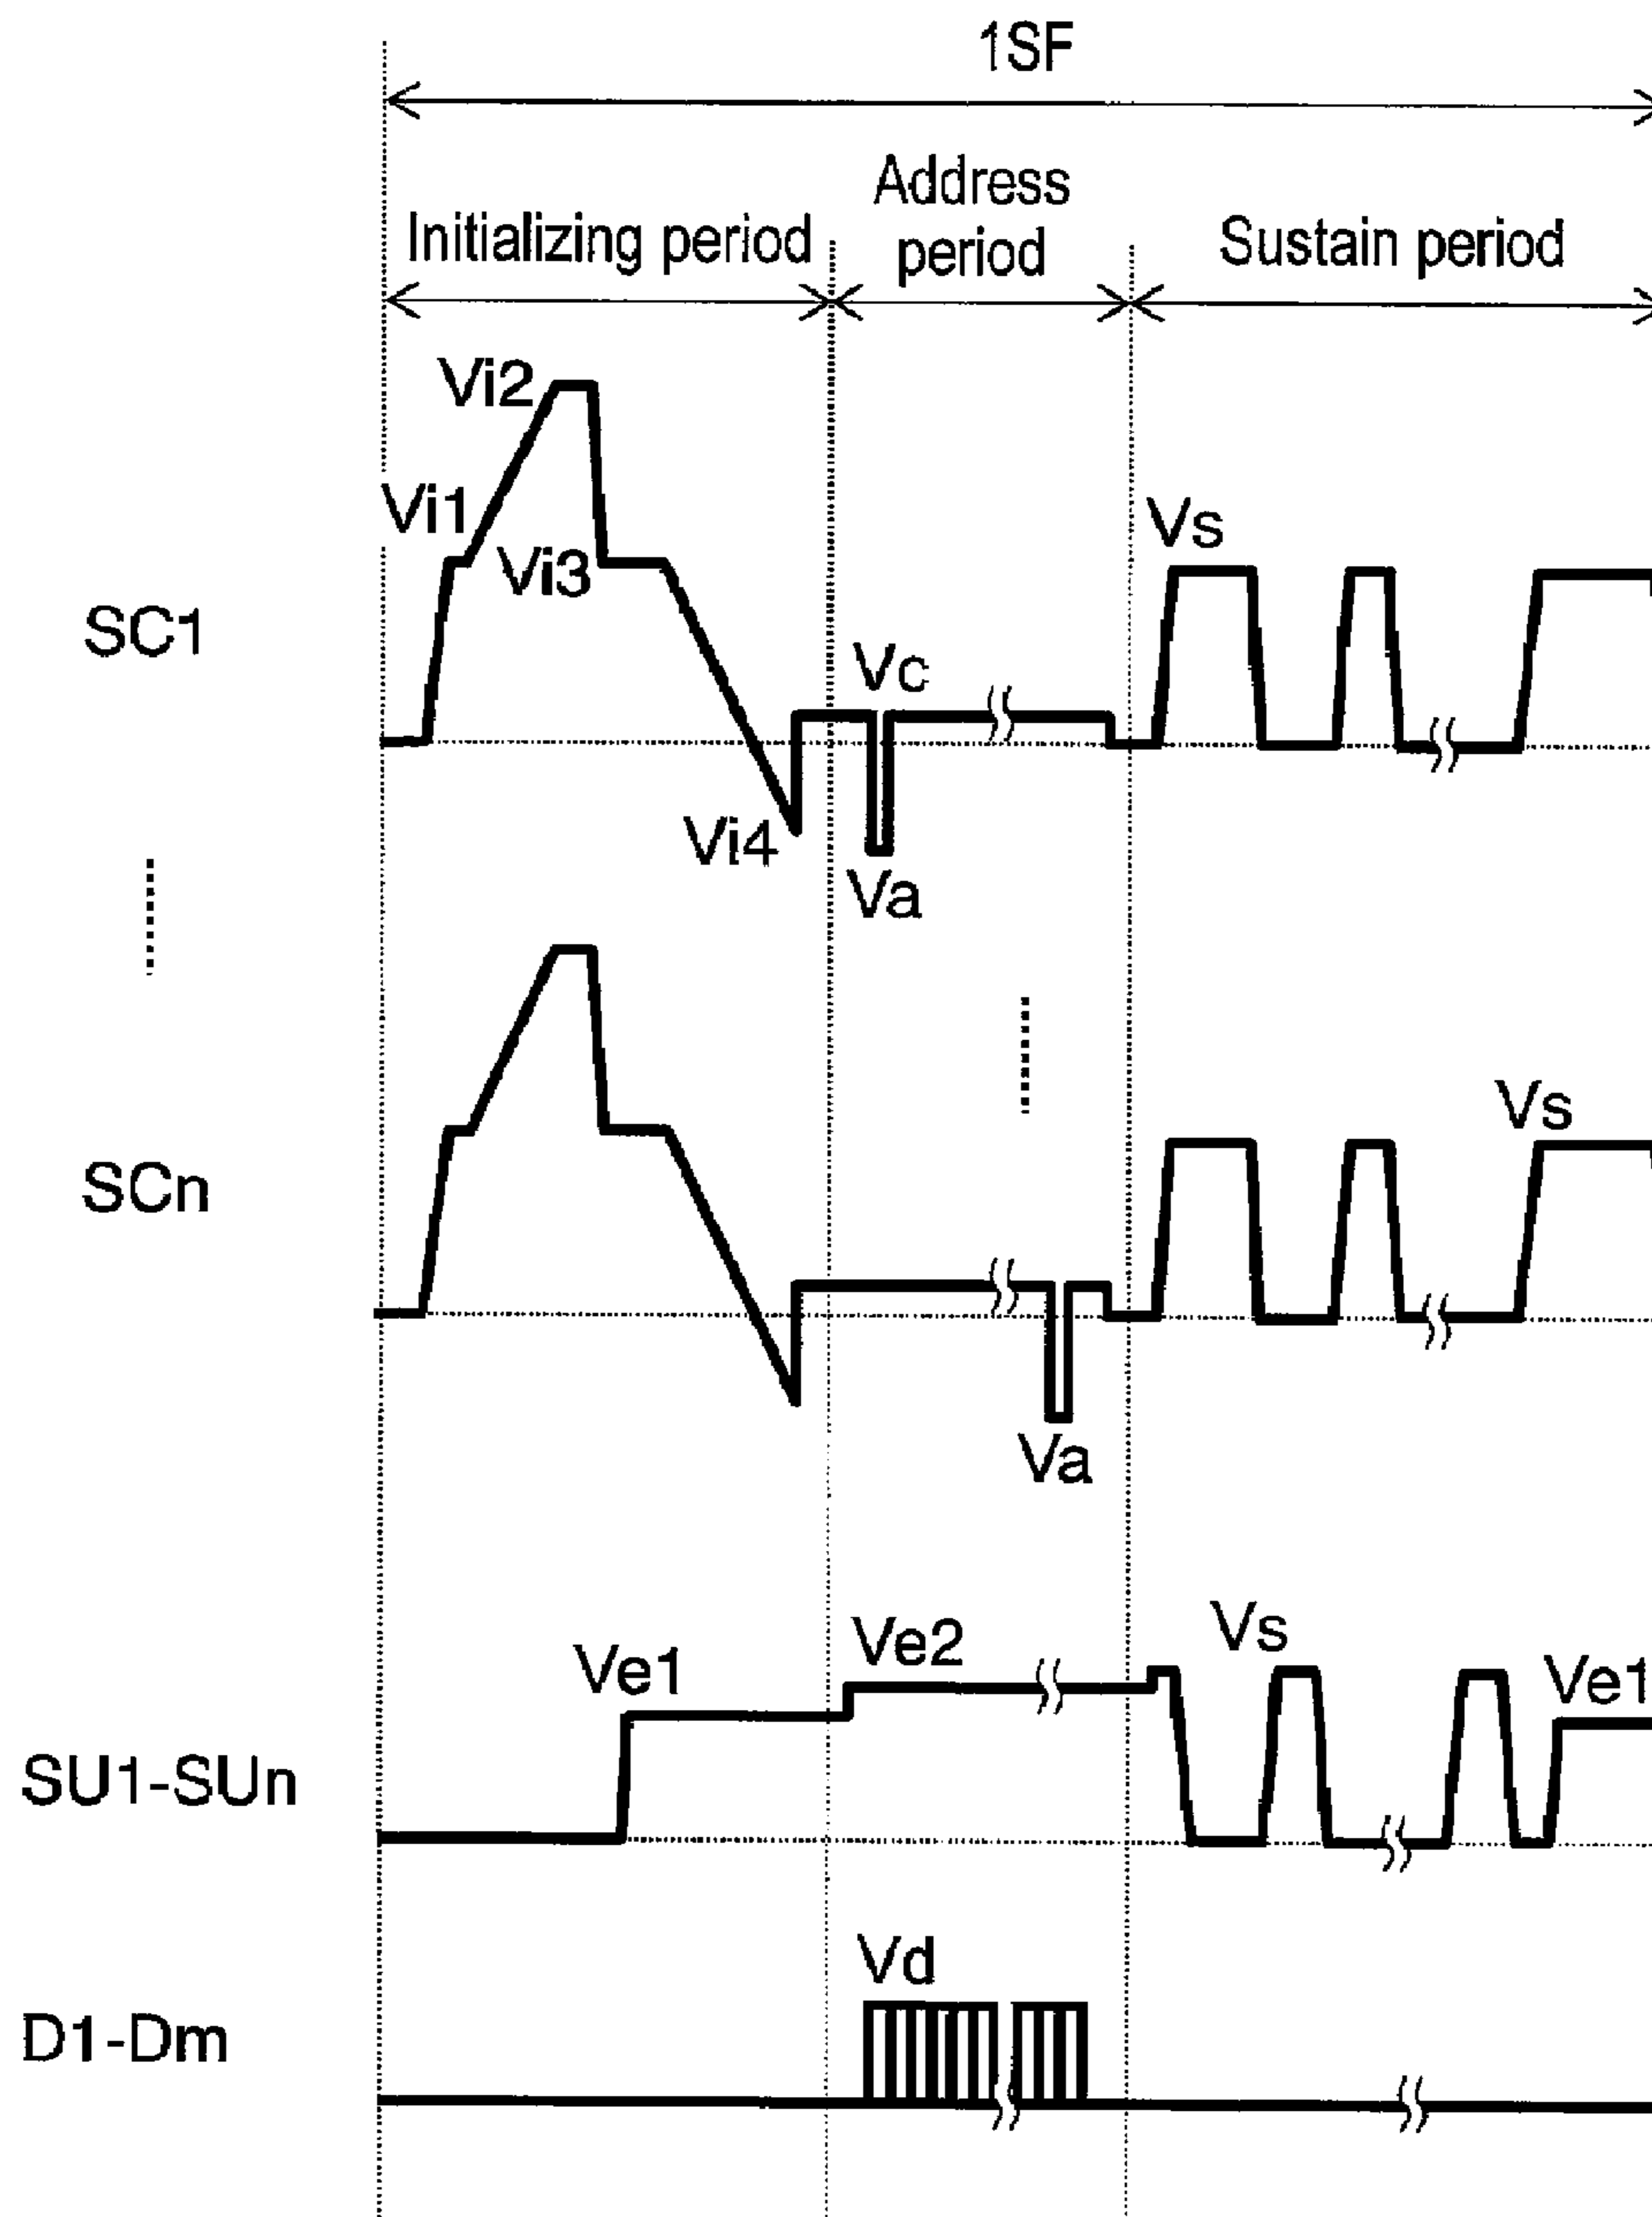 1SF
Initializing period
Address
period
Sustain period
Vi2
Vi1
Vi3
Vs
SC1
Vc
Vi4
Va
SCn
Vs
Va
Ve1
Ve2
Vs
Ve1
SU1-SUn
Vd
D1-Dm